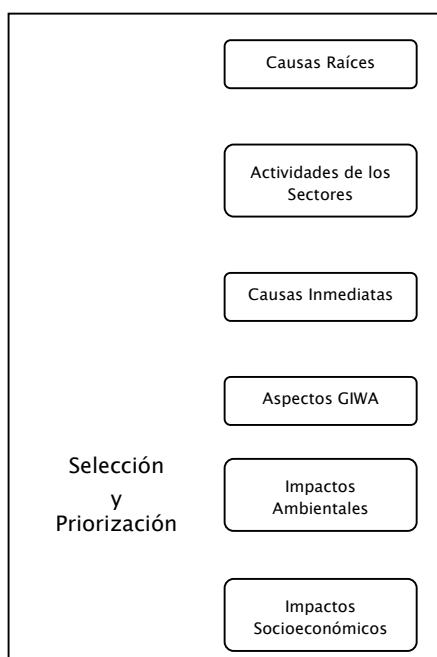 Causas Raíces
Actividades de los
Sectores
Causas Inmediatas
Aspectos GIWA
Selección
y
Priorización
Impactos
Ambientales
Impactos
Socioeconómicos